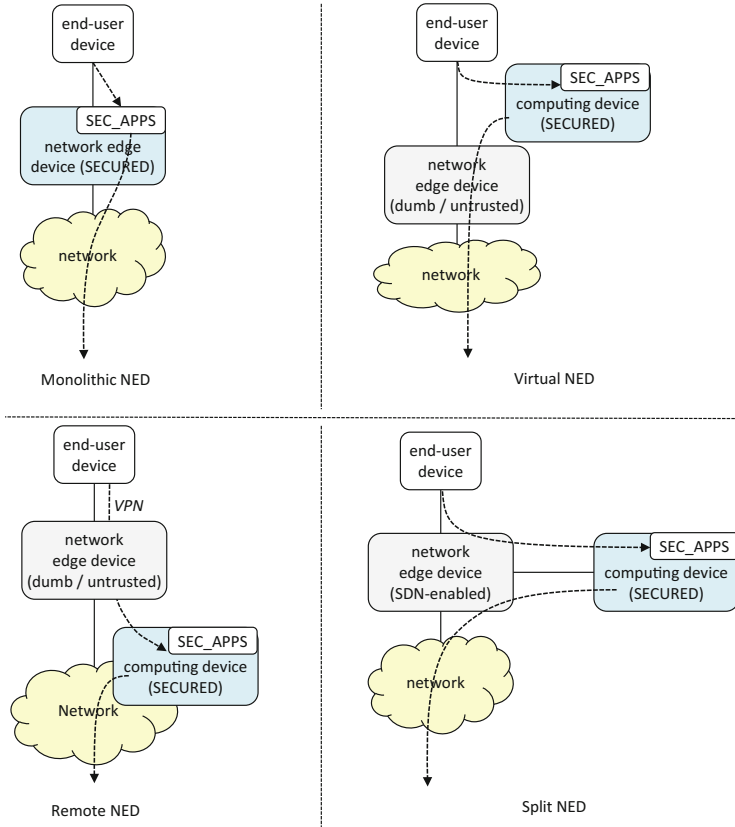 end-user
device
SEC_APPS
network edge
device (SECURED)
network
Monolithic NED
end-user
device
SEC_APPS
computing device
(SECURED)
network
edge device
(dumb / untrusted)
network
Virtual NED
end-user
device
VPN
network
edge device
(dumb / untrusted)
SEC_APPS
computing device
(SECURED)
Network
Remote NED
end-user
device
network
edge device
(SDN-enabled)
SEC_APPS
computing device
(SECURED)
network
Split NED